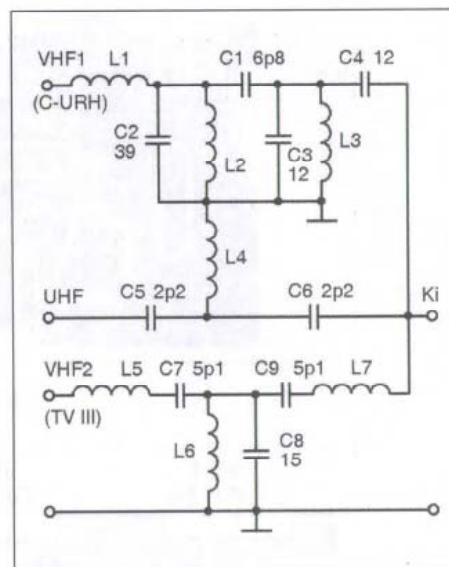 VHF1 L1 C1 6p8 C4 12
(C-URH)
C2 39 L2 C3 12 L3
L4
UHF C5 2p2 C6 2p2 Ki
VHF2 L5 C7 5p1 C9 5p1 L7
(TV III)
L6 C8 15